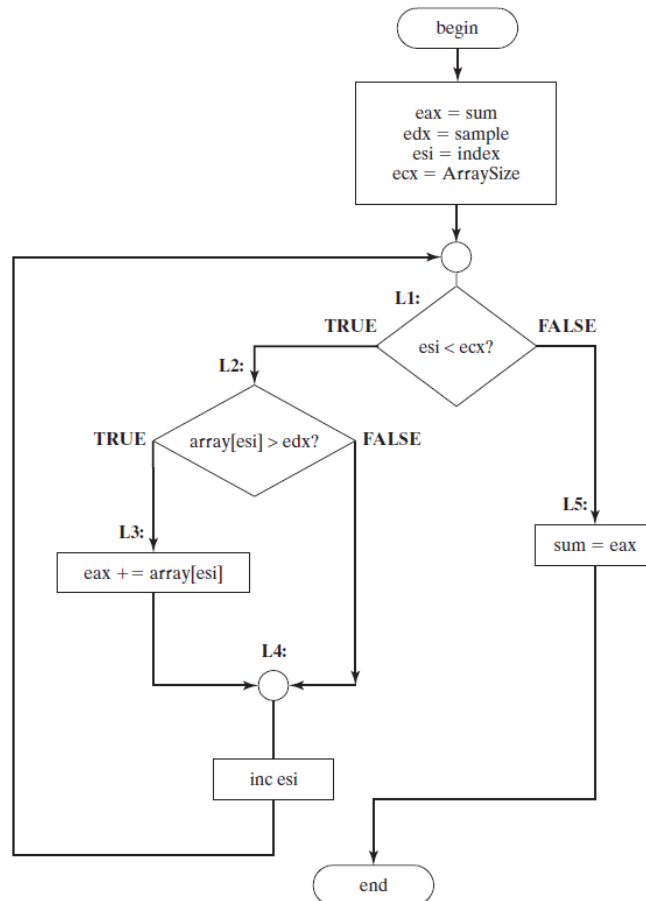 begin
eax = sum
edx = sample
esi = index
ecx = ArraySize
L1:
TRUE
FALSE
esi < ecx?
L2:
TRUE
array[esi] > edx?
FALSE
L5:
L3:
sum = eax
eax += array[esi]
L4:
inc esi
end